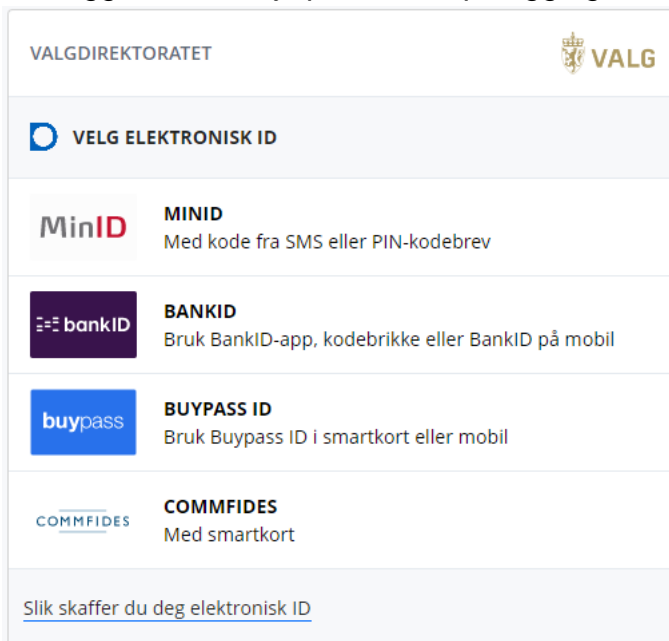 VALGDIREKTORATET
VALG
VELG ELEKTRONISK ID
MinID
MINID
Med kode fra SMS eller PIN-kodebrev
bankID
BANKID
Bruk BankID-app, kodebrikke eller BankID på mobil
buypass
BUYPASS ID
Bruk Buypass ID i smartkort eller mobil
COMMFIDES
COMMFIDES
Med smartkort
Slik skaffer du deg elektronisk ID